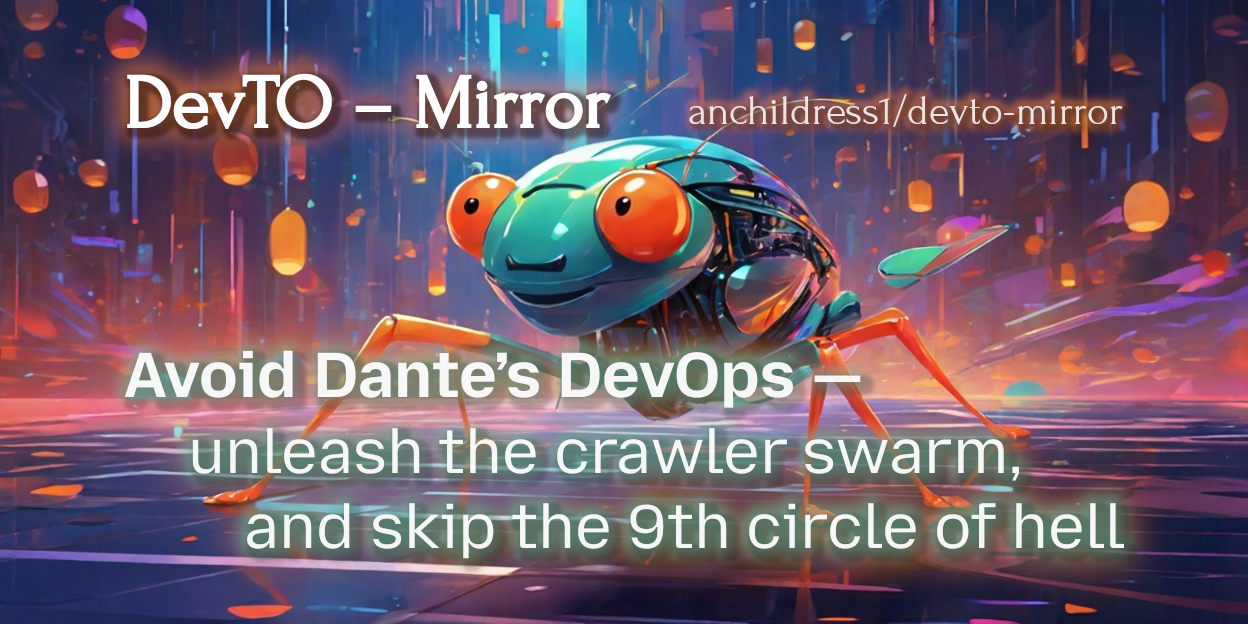 DevTO – Mirror
anchildress1/devto-mirror
Avoid Dante’s DevOps —
unleash the crawler swarm,
and skip the 9th circle of hell